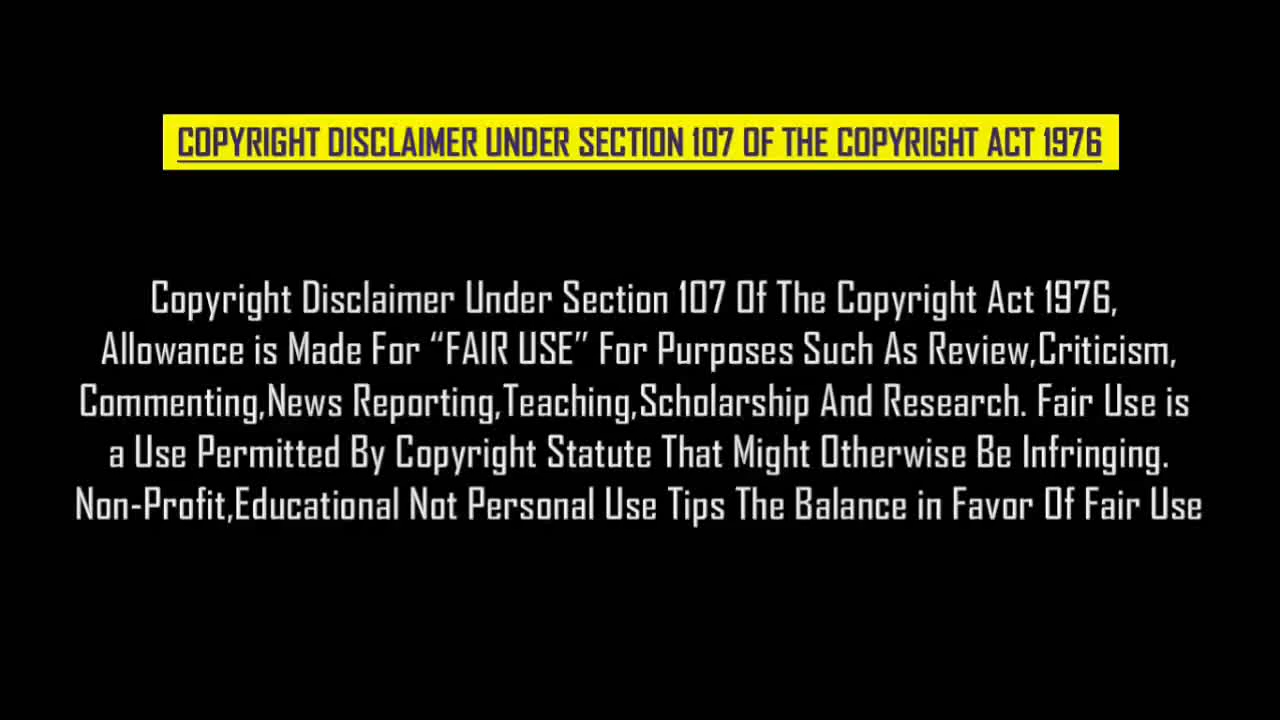 COPYRIGHT DISCLAIMER UNDER SECTION 107 OF THE COPYRIGHT ACT 1976
Copyright Disclaimer Under Section 107 Of The Copyright Act 1976,
Allowance is Made For “FAIR USE” For Purposes Such As Review,Criticism,
Commenting,News Reporting,Teaching,Scholarship And Research. Fair Use is
a Use Permitted By Copyright Statute That Might Otherwise Be Infringing.
Non-Profit,Educational Not Personal Use Tips The Balance in Favor Of Fair Use